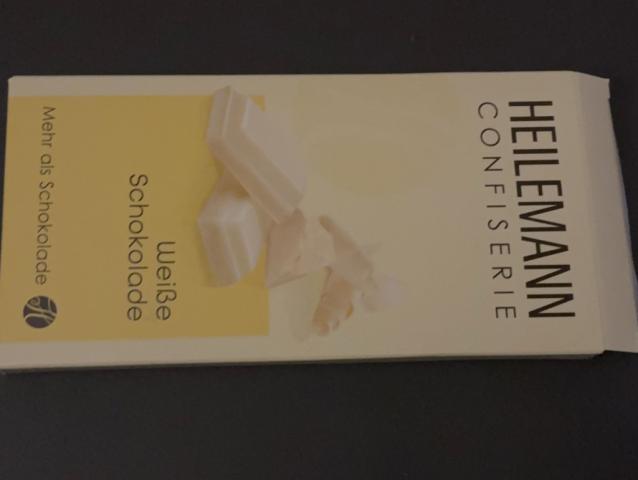 HEILEMANN
CONFISERIE
Weiße
Schokolade
Mehr als Schokolade